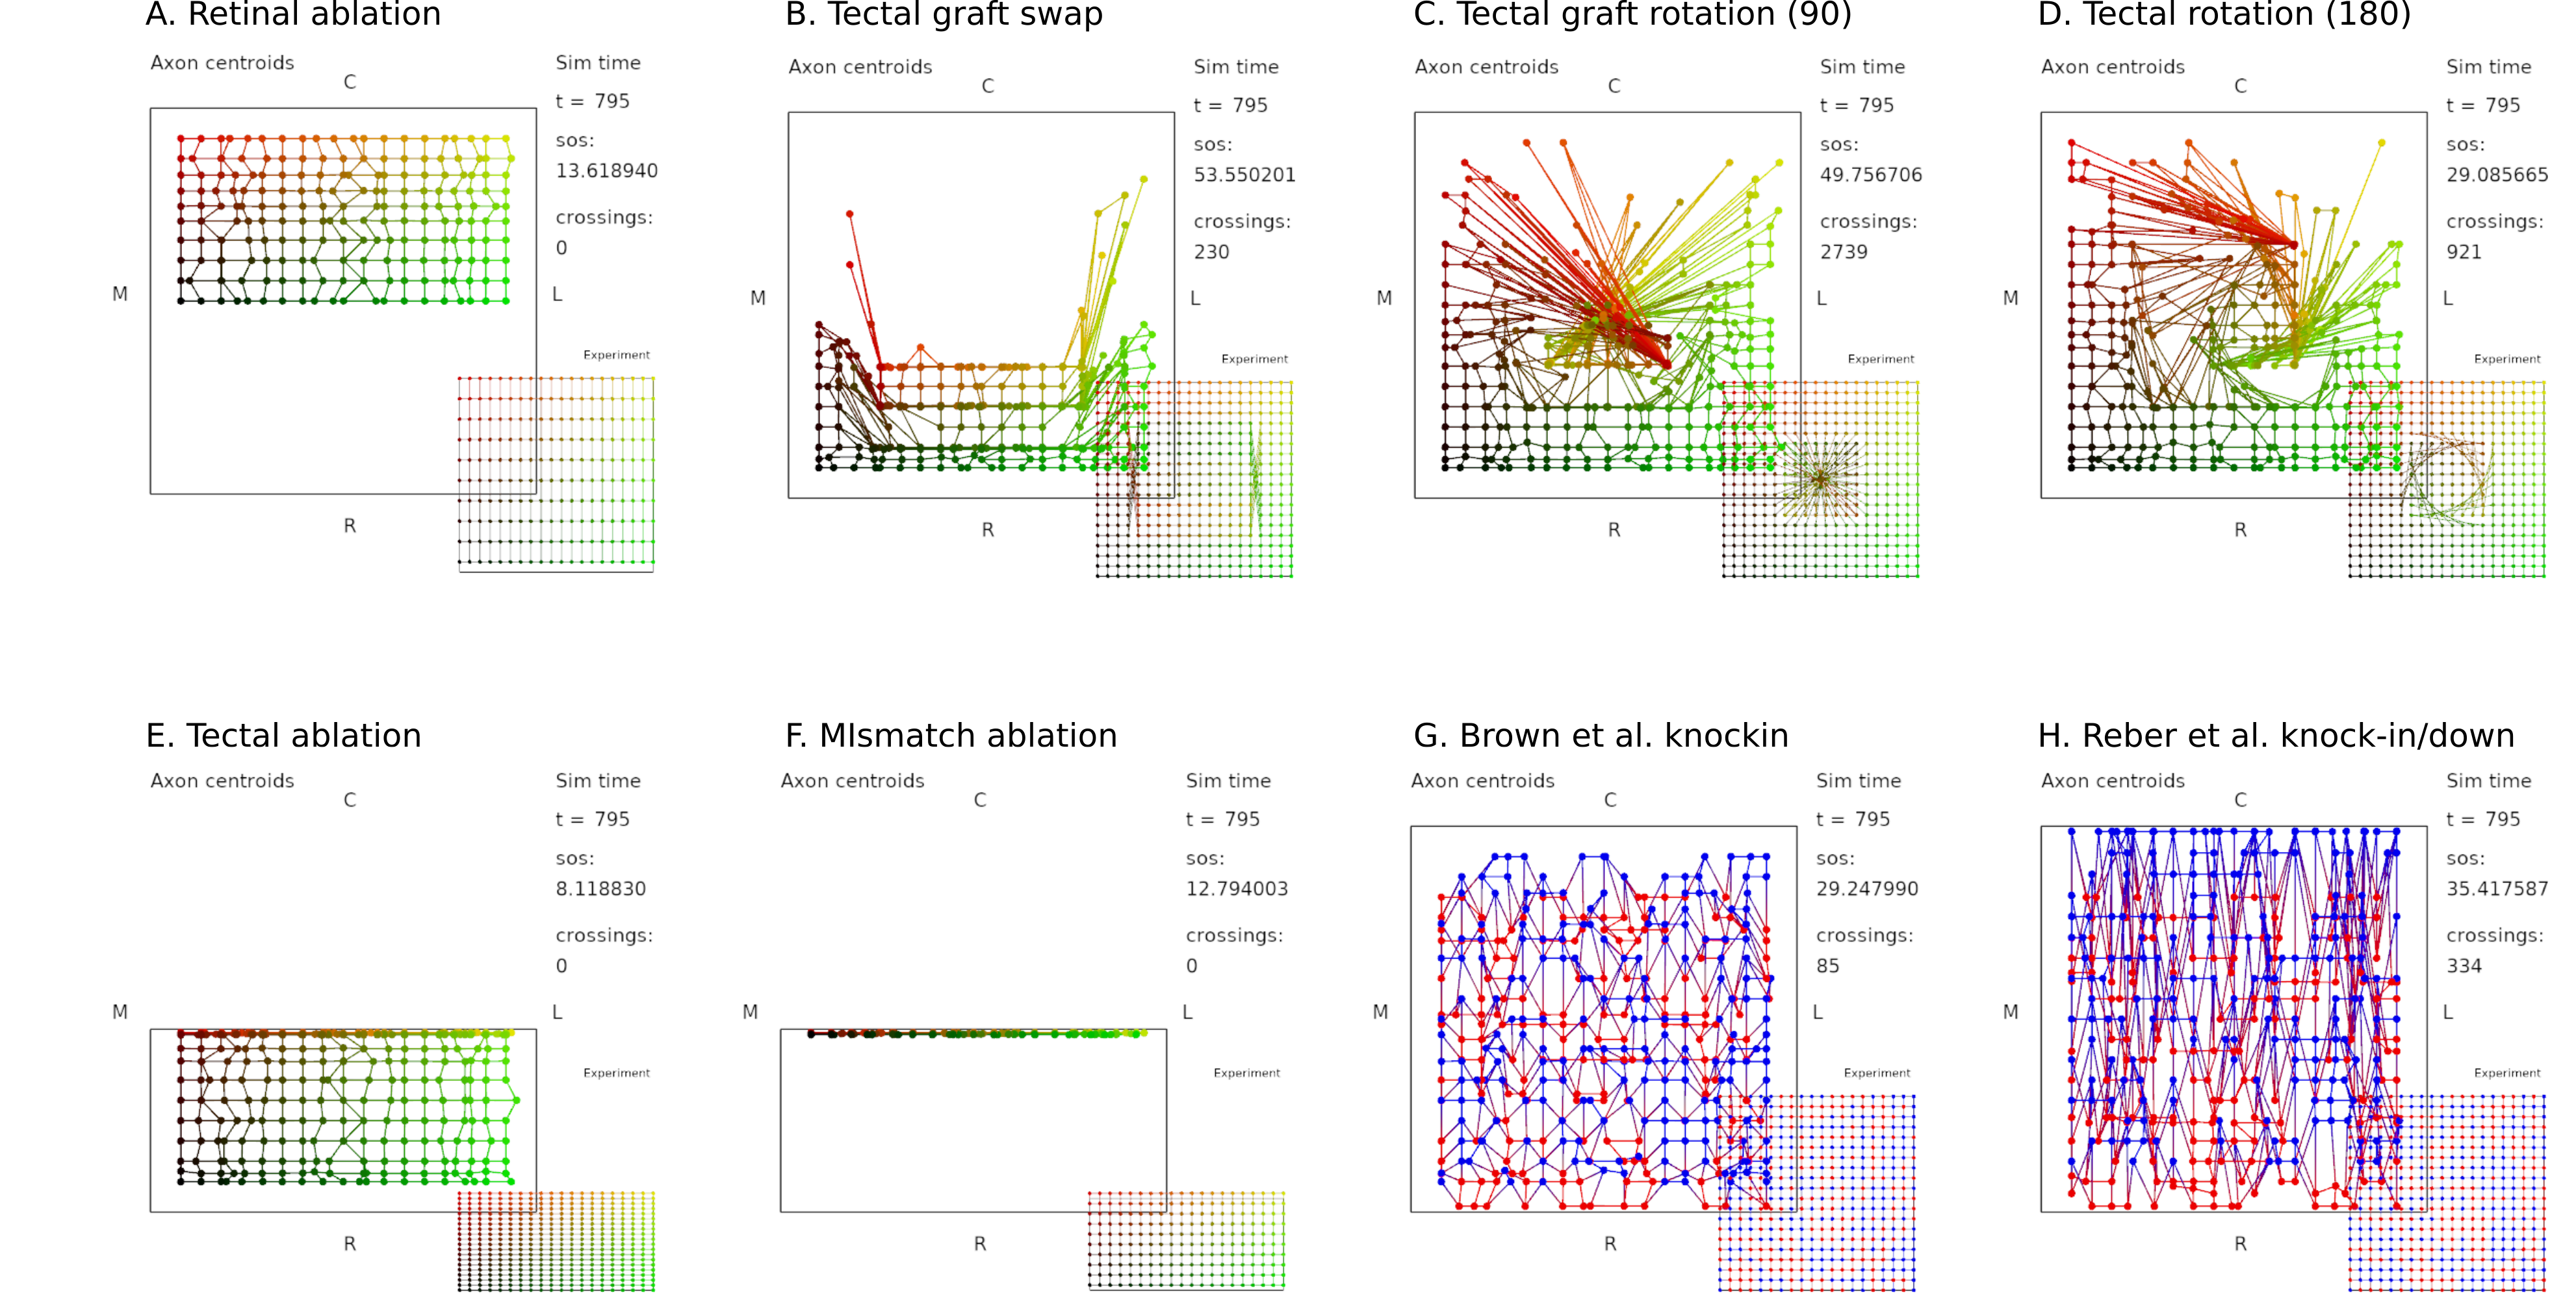 A. Retinal ablation
Axon centroids
C
Sim time
t = 795
sos:
13.618940
crossings:
0
M
L
Experiment
R
B. Tectal graft swap
Axon centroids
C
Sim time
t = 795
sos:
53.550201
crossings:
230
M
L
Experiment
R
C. Tectal graft rotation (90)
Axon centroids
C
Sim time
t = 795
sos:
49.756706
crossings:
2739
M
L
Experiment
R
D. Tectal rotation (180)
Axon centroids
C
Sim time
t = 795
sos:
29.085665
crossings:
921
M
L
Experiment
R
E. Tectal ablation
Axon centroids
C
Sim time
t = 795
sos:
8.118830
crossings:
0
M
L
Experiment
R
F. MIsmatch ablation
Axon centroids
C
Sim time
t = 795
sos:
12.794003
crossings:
0
M
L
Experiment
R
G. Brown et al. knockin
Axon centroids
C
Sim time
t = 795
sos:
29.247990
crossings:
85
M
L
Experiment
R
H. Reber et al. knock-in/down
Axon centroids
C
Sim time
t = 795
sos:
35.417587
crossings:
334
M
L
Experiment
R